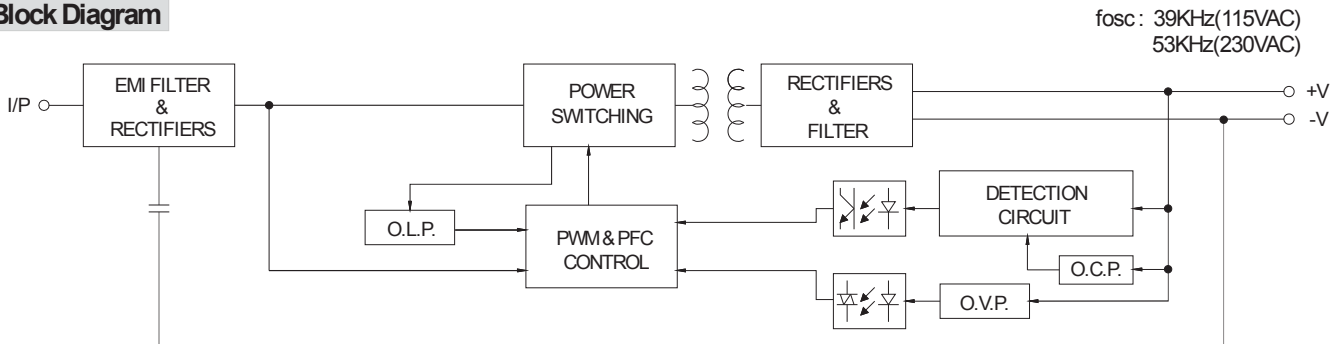 Block Diagram
fosc : 39KHz(115VAC)
53KHz(230VAC)
I/P
EMI FILTER
&
RECTIFIERS
POWER
SWITCHING
RECTIFIERS
&
FILTER
+V
-V
O.L.P.
PWM & PFC
CONTROL
DETECTION
CIRCUIT
O.C.P.
O.V.P.